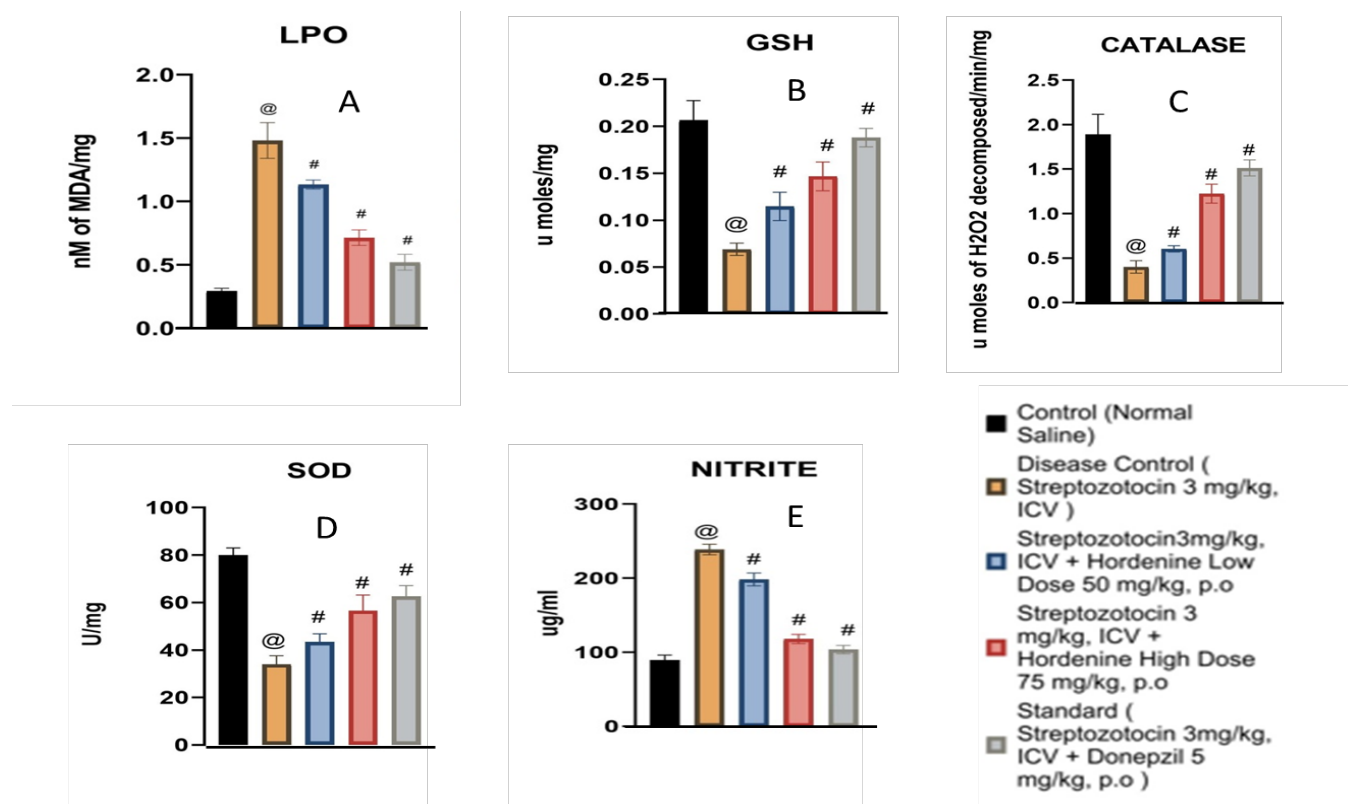 LPO
A
nM of MDA/mg
2.0
1.5
1.0
0.5
0.0
@
#
#
#
GSH
B
u moles/mg
0.25
0.20
0.15
0.10
0.05
0.00
@
#
#
#
CATALASE
C
u moles of H2O2 decomposed/min/mg
2.5
2.0
1.5
1.0
0.5
0.0
@
#
#
#
SOD
D
U/mg
100
80
60
40
20
0
@
#
#
#
NITRITE
E
ug/ml
300
200
100
0
@
#
#
#
Control (Normal
Saline)
Disease Control (
Streptozotocin 3 mg/kg,
ICV )
Streptozotocin3mg/kg,
ICV + Hordenine Low
Dose 50 mg/kg, p.o
Streptozotocin 3
mg/kg, ICV +
Hordenine High Dose
75 mg/kg, p.o
Standard (
Streptozotocin 3mg/kg,
ICV + Donepzil 5
mg/kg, p.o )